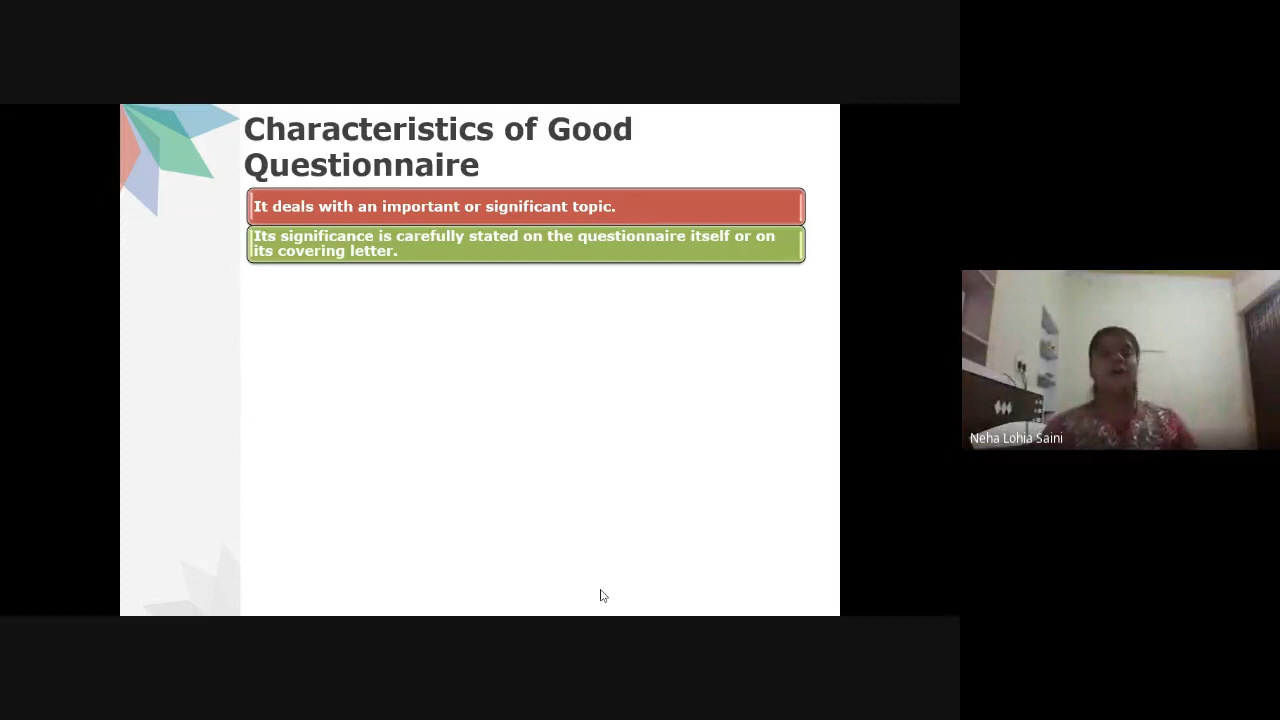 Characteristics of Good
Questionnaire
It deals with an important or significant topic.
Its significance is carefully stated on the questionnaire itself or on
its covering letter.
Neha Lohia Saini